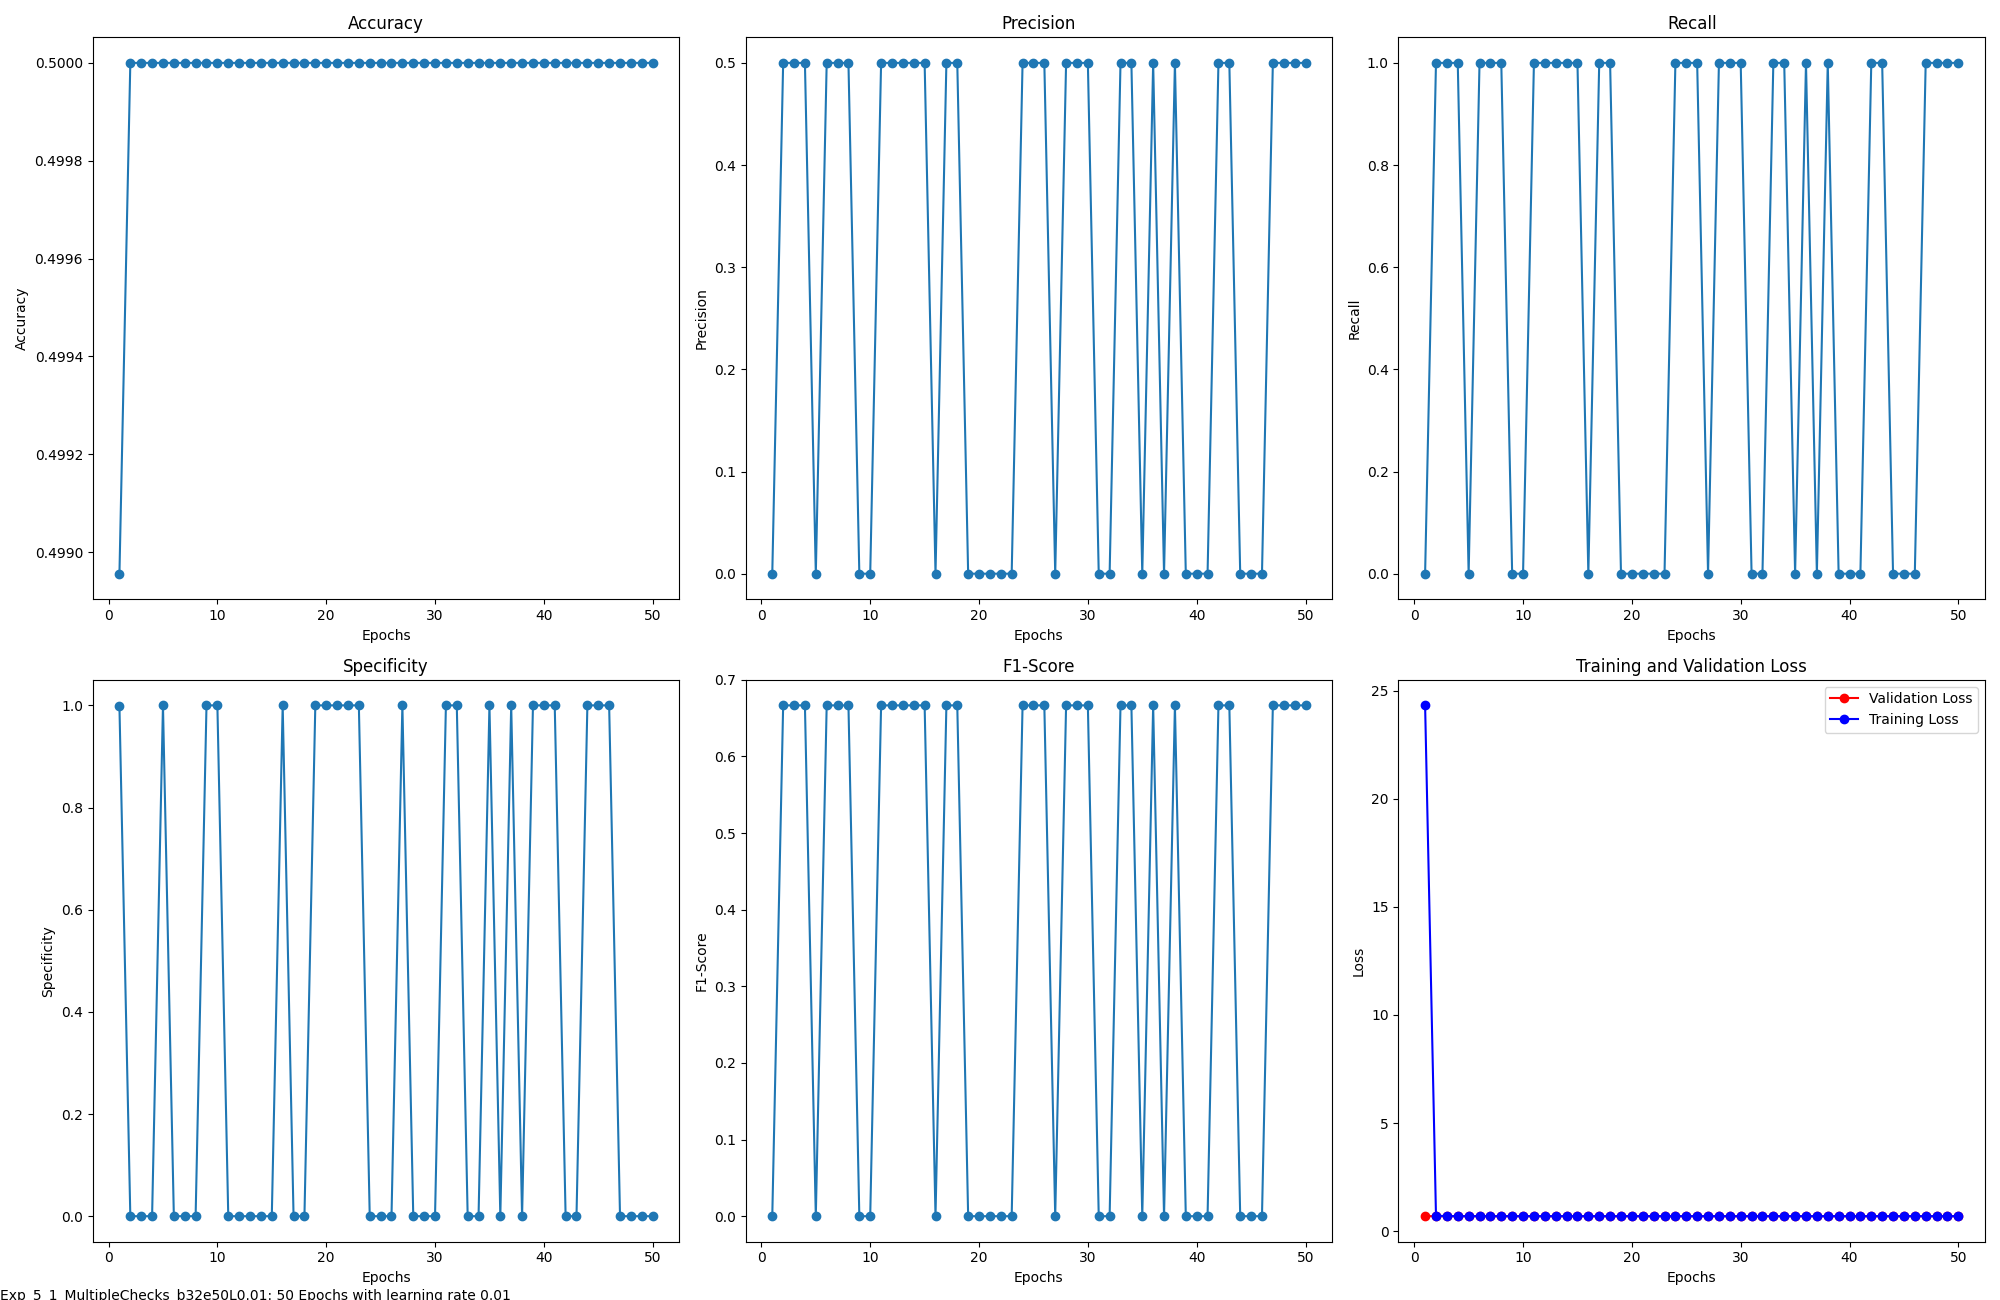 Accuracy
Precision
Recall
0.5000
0.4998
0.4996
0.4994
0.4992
0.4990
Accuracy
0 10 20 30 40 50
Epochs
0.5
0.4
0.3
0.2
0.1
0.0
Precision
0 10 20 30 40 50
Epochs
1.0
0.8
0.6
0.4
0.2
0.0
Recall
0 10 20 30 40 50
Epochs
Specificity
F1-Score
Training and Validation Loss
1.0
0.8
0.6
0.4
0.2
0.0
Specificity
0 10 20 30 40 50
Epochs
0.7
0.6
0.5
0.4
0.3
0.2
0.1
0.0
F1-Score
0 10 20 30 40 50
Epochs
25
20
15
10
5
0
Loss
Validation Loss
Training Loss
0 10 20 30 40 50
Epochs
Exp_5_1_MultipleChecks_b32e50L0.01: 50 Epochs with learning rate 0.01